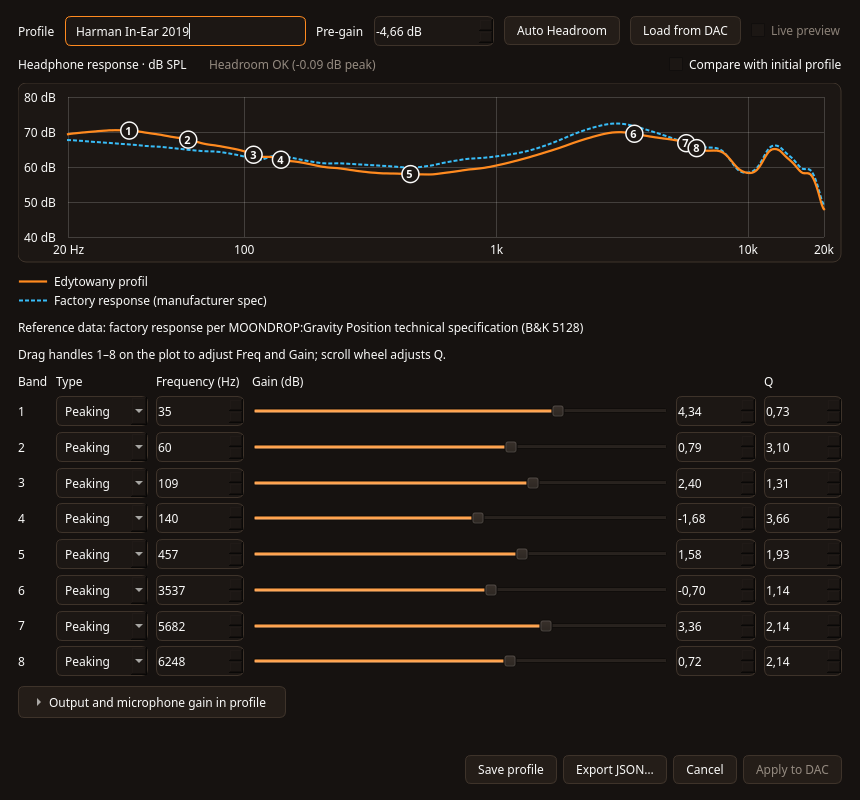 Profile Harman In-Ear 2019 Pre-gain -4,66 dB Auto Headroom Load from DAC Live preview
Headphone response · dB SPL Headroom OK (-0.09 dB peak) Compare with initial profile
80 dB
70 dB
60 dB
50 dB
40 dB
1 2 3 4 5 6 7 8
20 Hz 100 1k 10k 20k
Edytowany profil
Factory response (manufacturer spec)
Reference data: factory response per MOONDROP:Gravity Position technical specification (B&K 5128)
Drag handles 1–8 on the plot to adjust Freq and Gain; scroll wheel adjusts Q.
Band Type Frequency (Hz) Gain (dB) Q
1 Peaking 35 4,34 0,73
2 Peaking 60 0,79 3,10
3 Peaking 109 2,40 1,31
4 Peaking 140 -1,68 3,66
5 Peaking 457 1,58 1,93
6 Peaking 3537 -0,70 1,14
7 Peaking 5682 3,36 2,14
8 Peaking 6248 0,72 2,14
Output and microphone gain in profile
Save profile Export JSON... Cancel Apply to DAC